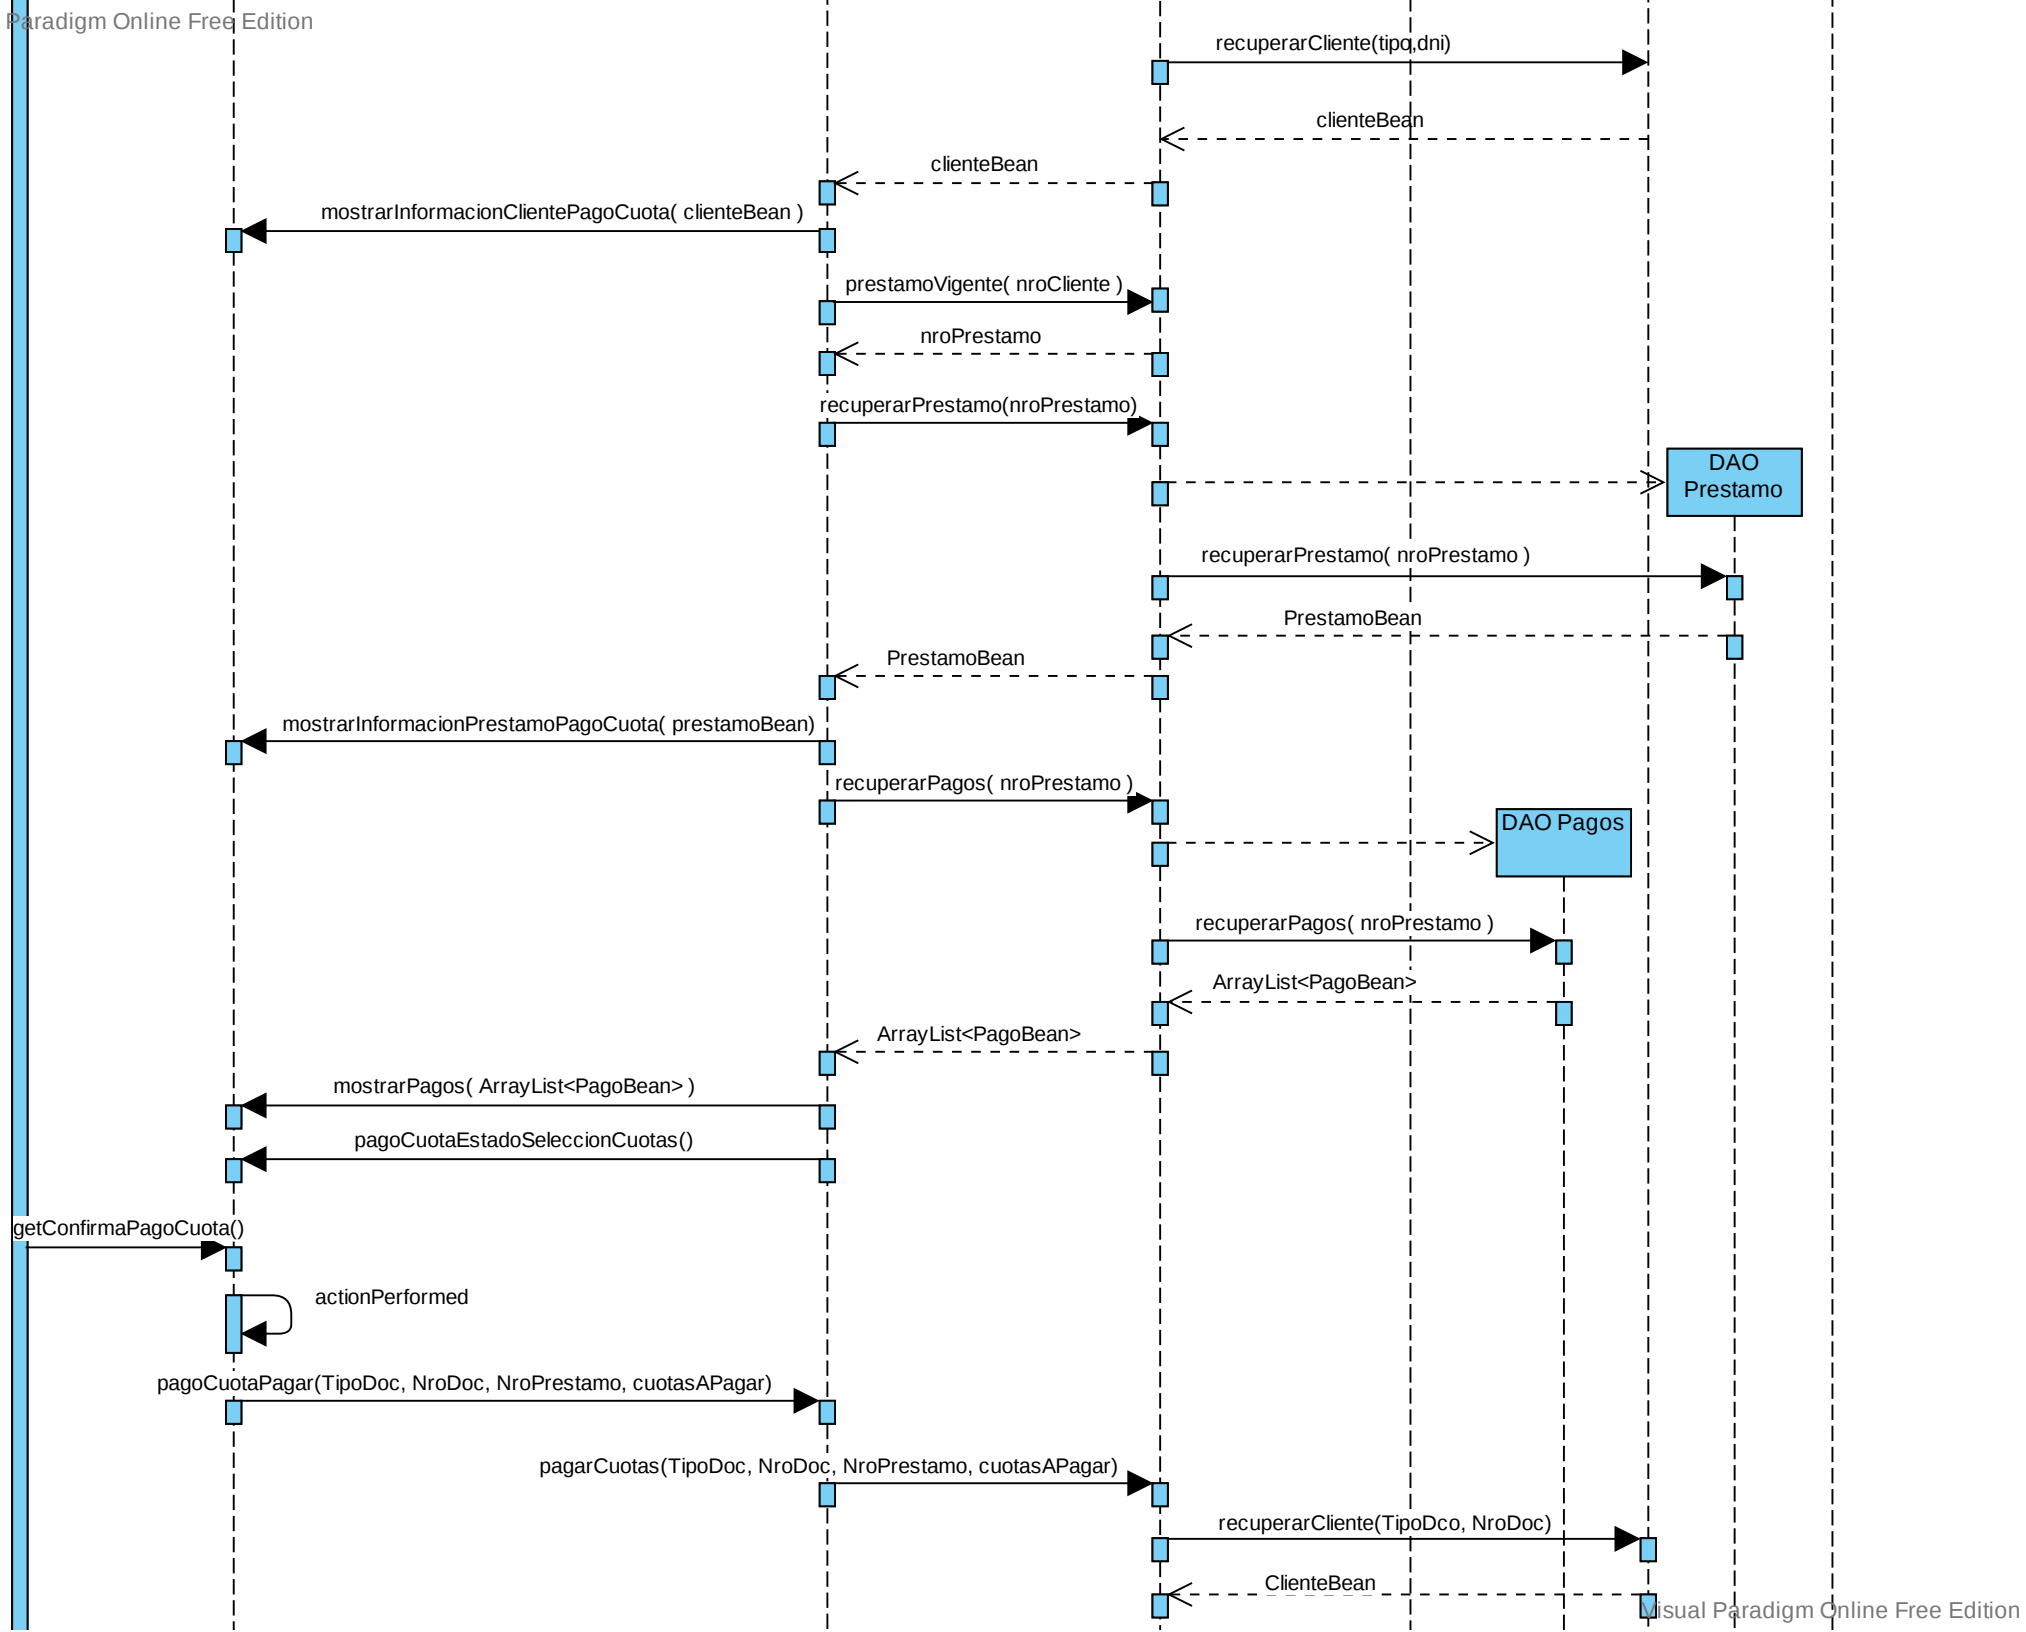 Paradigm Online Free Edition
recuperarCliente(tipo,dni)
clienteBean
clienteBean
mostrarInformacionClientePagoCuota( clienteBean )
prestamoVigente( nroCliente )
nroPrestamo
recuperarPrestamo(nroPrestamo)
DAO
Prestamo
recuperarPrestamo( nroPrestamo )
PrestamoBean
PrestamoBean
mostrarInformacionPrestamoPagoCuota( prestamoBean)
recuperarPagos( nroPrestamo )
DAO Pagos
recuperarPagos( nroPrestamo )
ArrayList<PagoBean>
ArrayList<PagoBean>
mostrarPagos( ArrayList<PagoBean> )
pagoCuotaEstadoSeleccionCuotas()
getConfirmaPagoCuota()
actionPerformed
pagoCuotaPagar(TipoDoc, NroDoc, NroPrestamo, cuotasAPagar)
pagarCuotas(TipoDoc, NroDoc, NroPrestamo, cuotasAPagar)
recuperarCliente(TipoDco, NroDoc)
ClienteBean
Visual Paradigm Online Free Edition